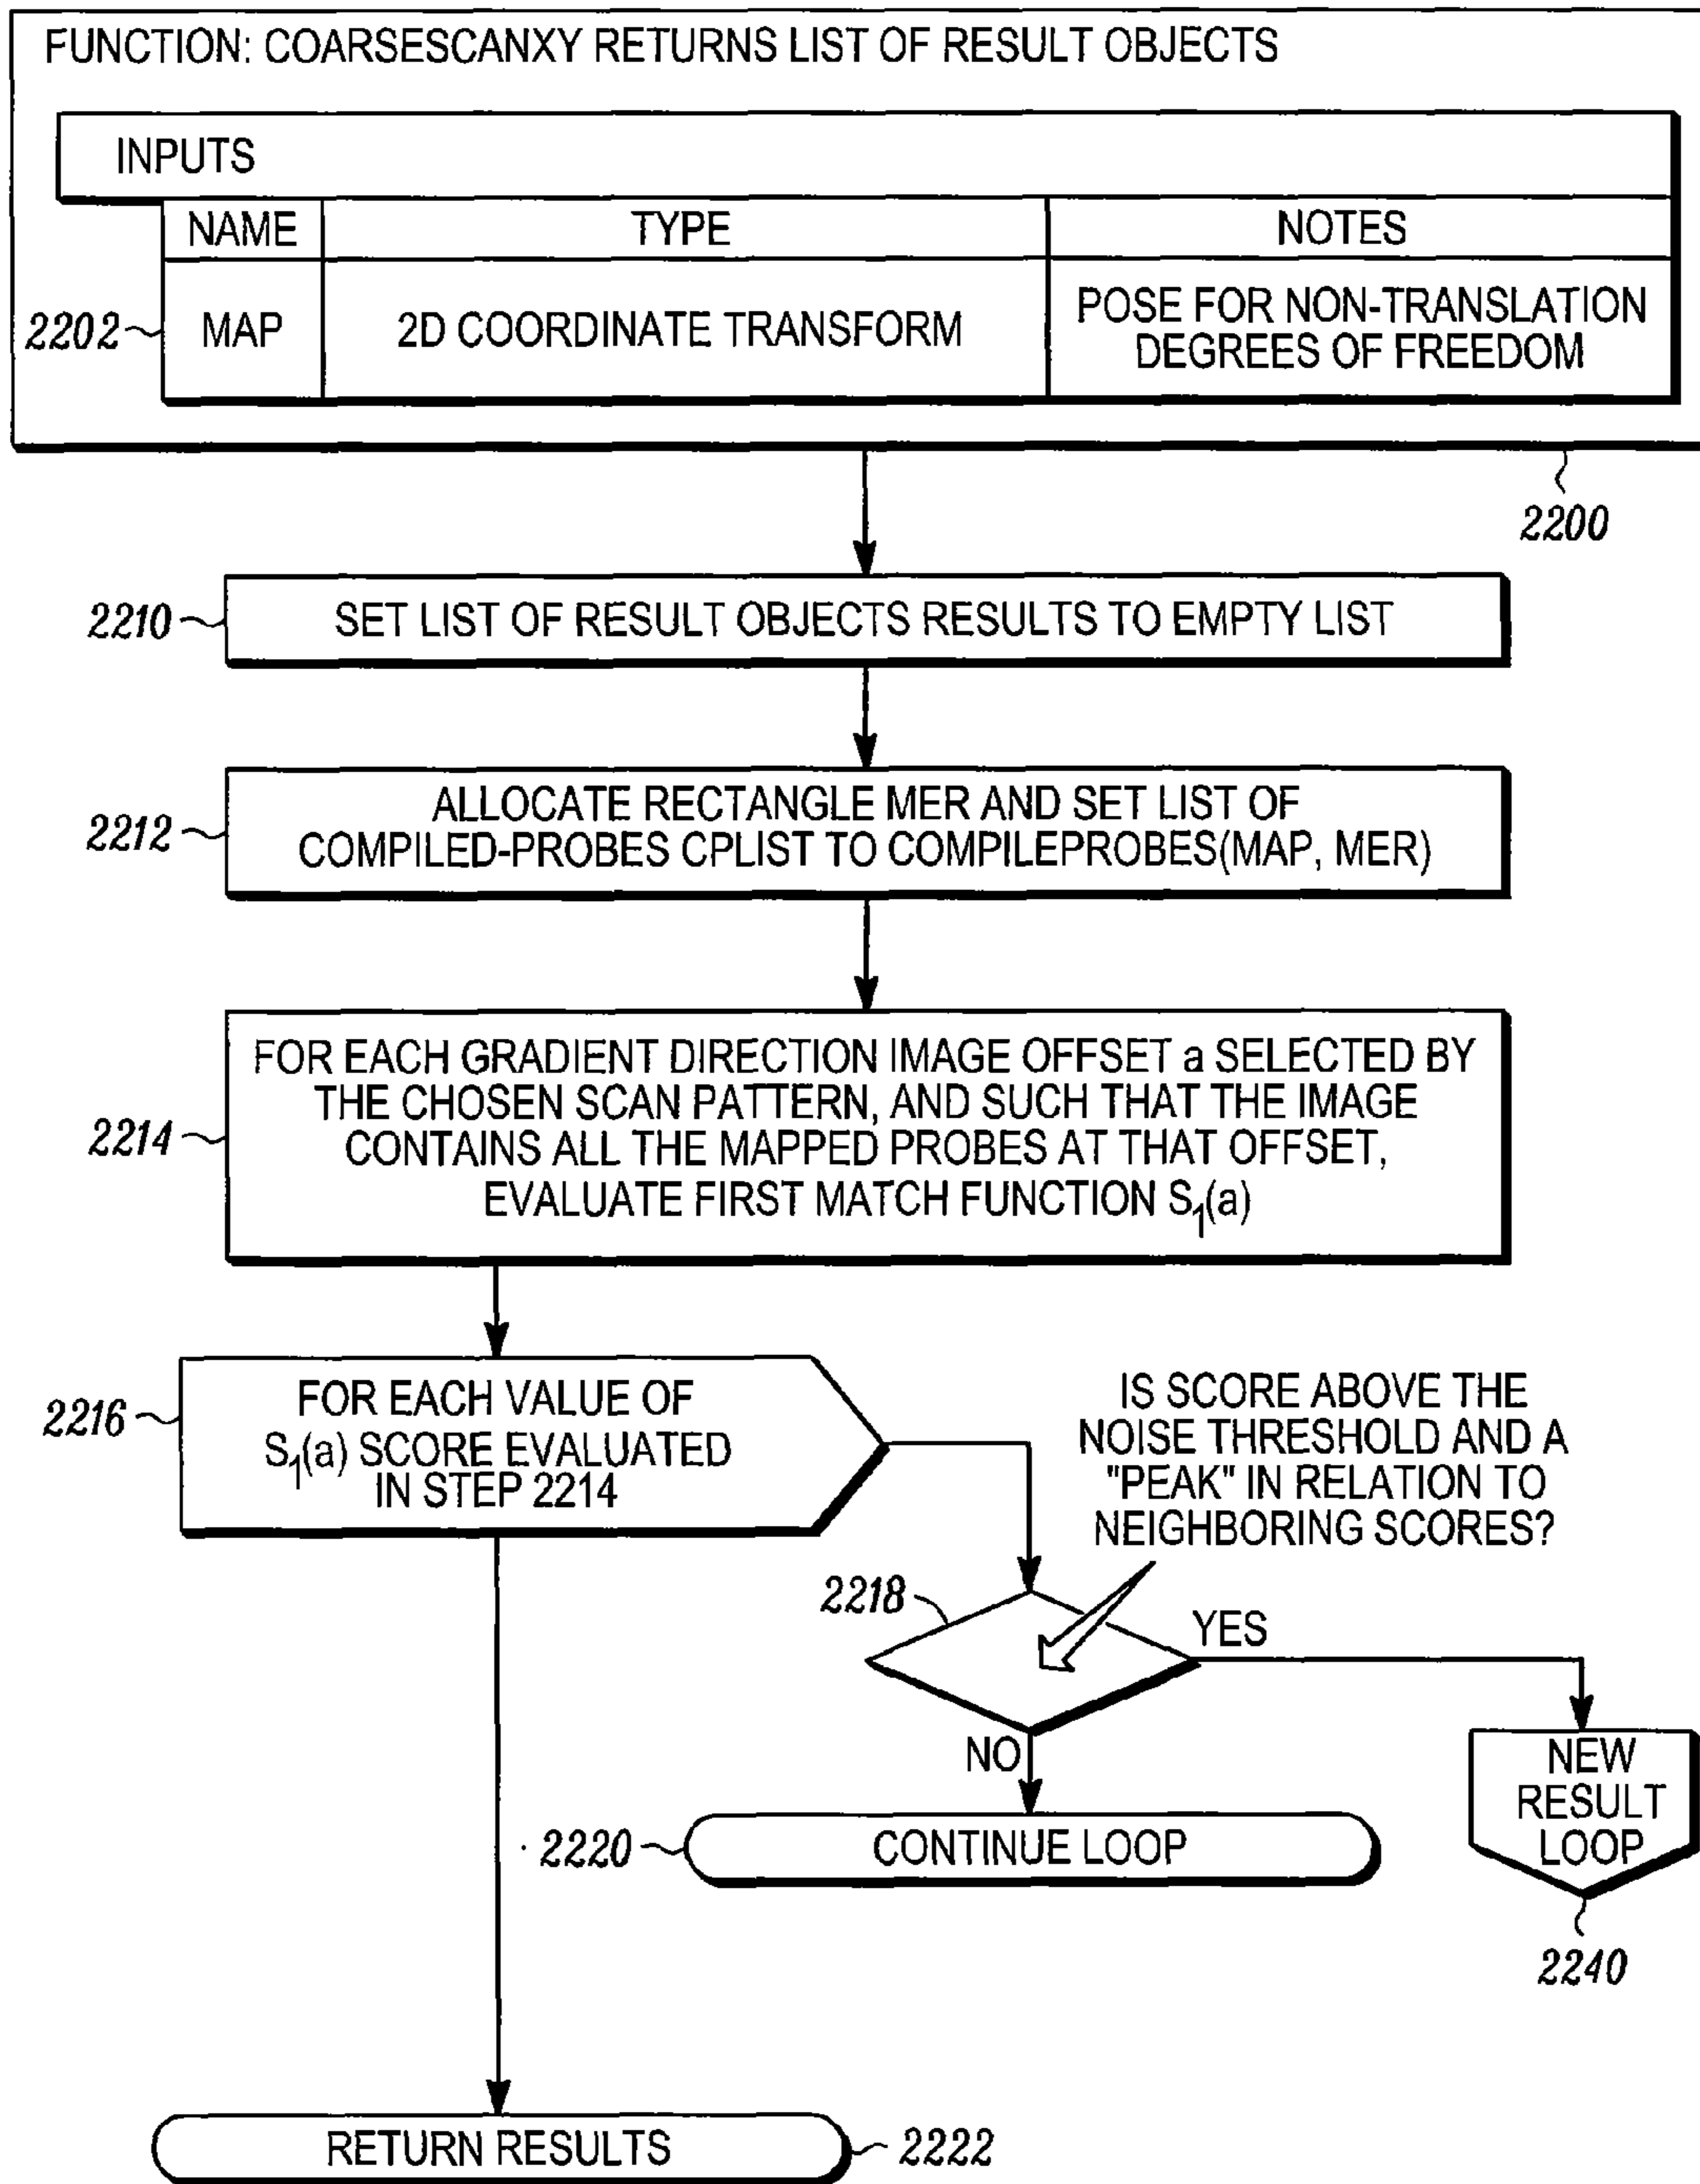 FUNCTION: COARSESCANXY RETURNS LIST OF RESULT OBJECTS
INPUTS
NAME TYPE NOTES
2202 MAP 2D COORDINATE TRANSFORM POSE FOR NON-TRANSLATION
DEGREES OF FREEDOM
2200
2210 SET LIST OF RESULT OBJECTS RESULTS TO EMPTY LIST
ALLOCATE RECTANGLE MER AND SET LIST OF
2212 COMPILED-PROBES CPLIST TO COMPILEPROBES(MAP, MER)
FOR EACH GRADIENT DIRECTION IMAGE OFFSET a SELECTED BY
THE CHOSEN SCAN PATTERN, AND SUCH THAT THE IMAGE
2214 CONTAINS ALL THE MAPPED PROBES AT THAT OFFSET,
EVALUATE FIRST MATCH FUNCTION S₁(a)
2216 FOR EACH VALUE OF
S₁(a) SCORE EVALUATED
IN STEP 2214
IS SCORE ABOVE THE
NOISE THRESHOLD AND A
"PEAK" IN RELATION TO
NEIGHBORING SCORES?
2218
YES
NO
NEW
RESULT
LOOP
2220 CONTINUE LOOP
2240
RETURN RESULTS 2222